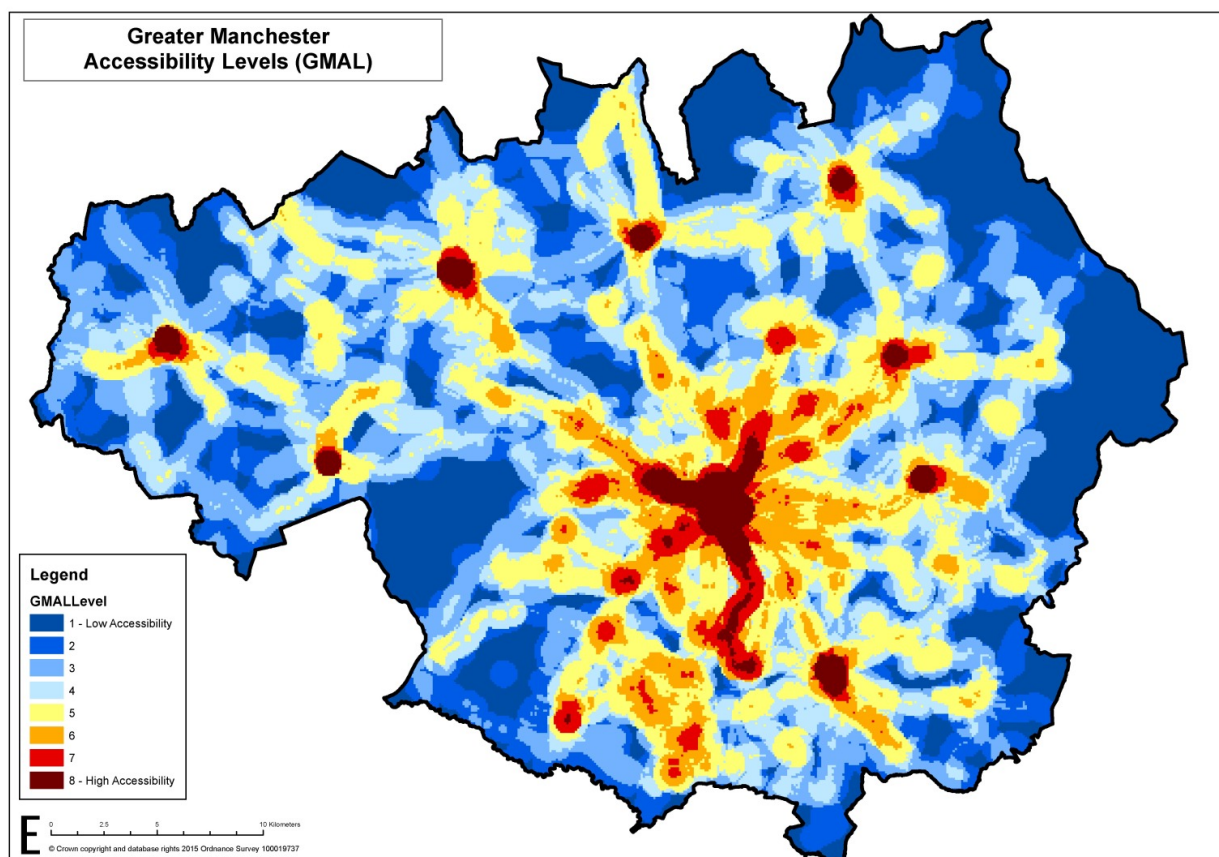 Greater Manchester
Accessibility Levels (GMAL)
Legend
GMALLevel
1 - Low Accessibility
2
3
4
5
6
7
8 - High Accessibility
E
0 2.5 5 10 Kilometers
© Crown copyright and database rights 2015 Ordnance Survey 100019737